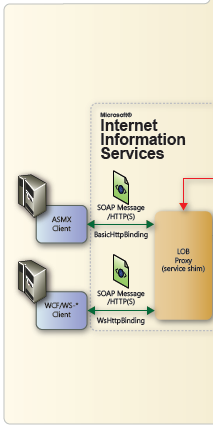 Microsoft®
Internet
Information
Services
SOAP Message
/HTTP(S)
ASMX
Client
BasicHttpBinding
LOB
Proxy
(service shim)
SOAP Message
/HTTP(S)
WCF/WS-*
Client
WsHttpBinding